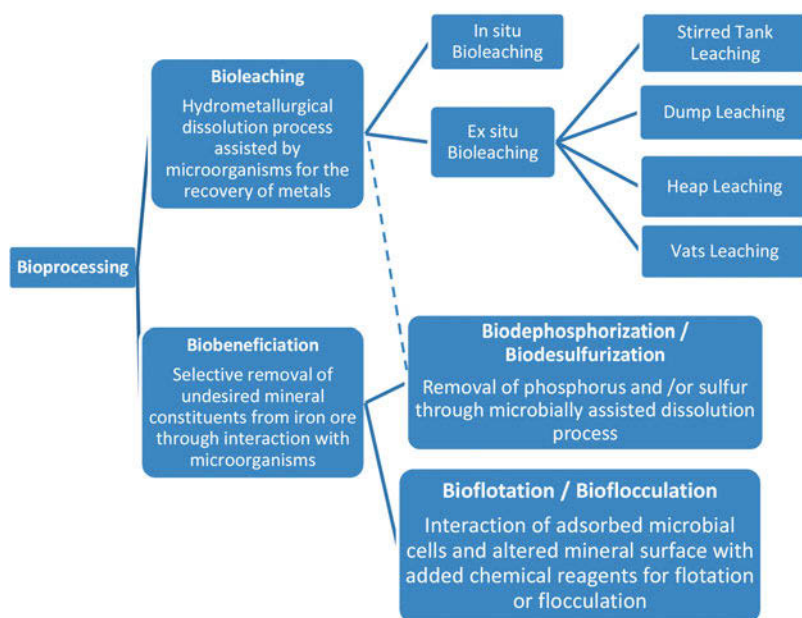 Bioprocessing
Bioleaching
Hydrometallurgical
dissolution process
assisted by
microorganisms for the
recovery of metals
In situ
Bioleaching
Ex situ
Bioleaching
Stirred Tank
Leaching
Dump Leaching
Heap Leaching
Vats Leaching
Biobeneficiation
Selective removal of
undesired mineral
constituents from iron ore
through interaction with
microorganisms
Biodephosphorization /
Biodesulfurization
Removal of phosphorus and /or sulfur
through microbially assisted dissolution
process
Bioflotation / Bioflocculation
Interaction of adsorbed microbial
cells and altered mineral surface with
added chemical reagents for flotation
or flocculation